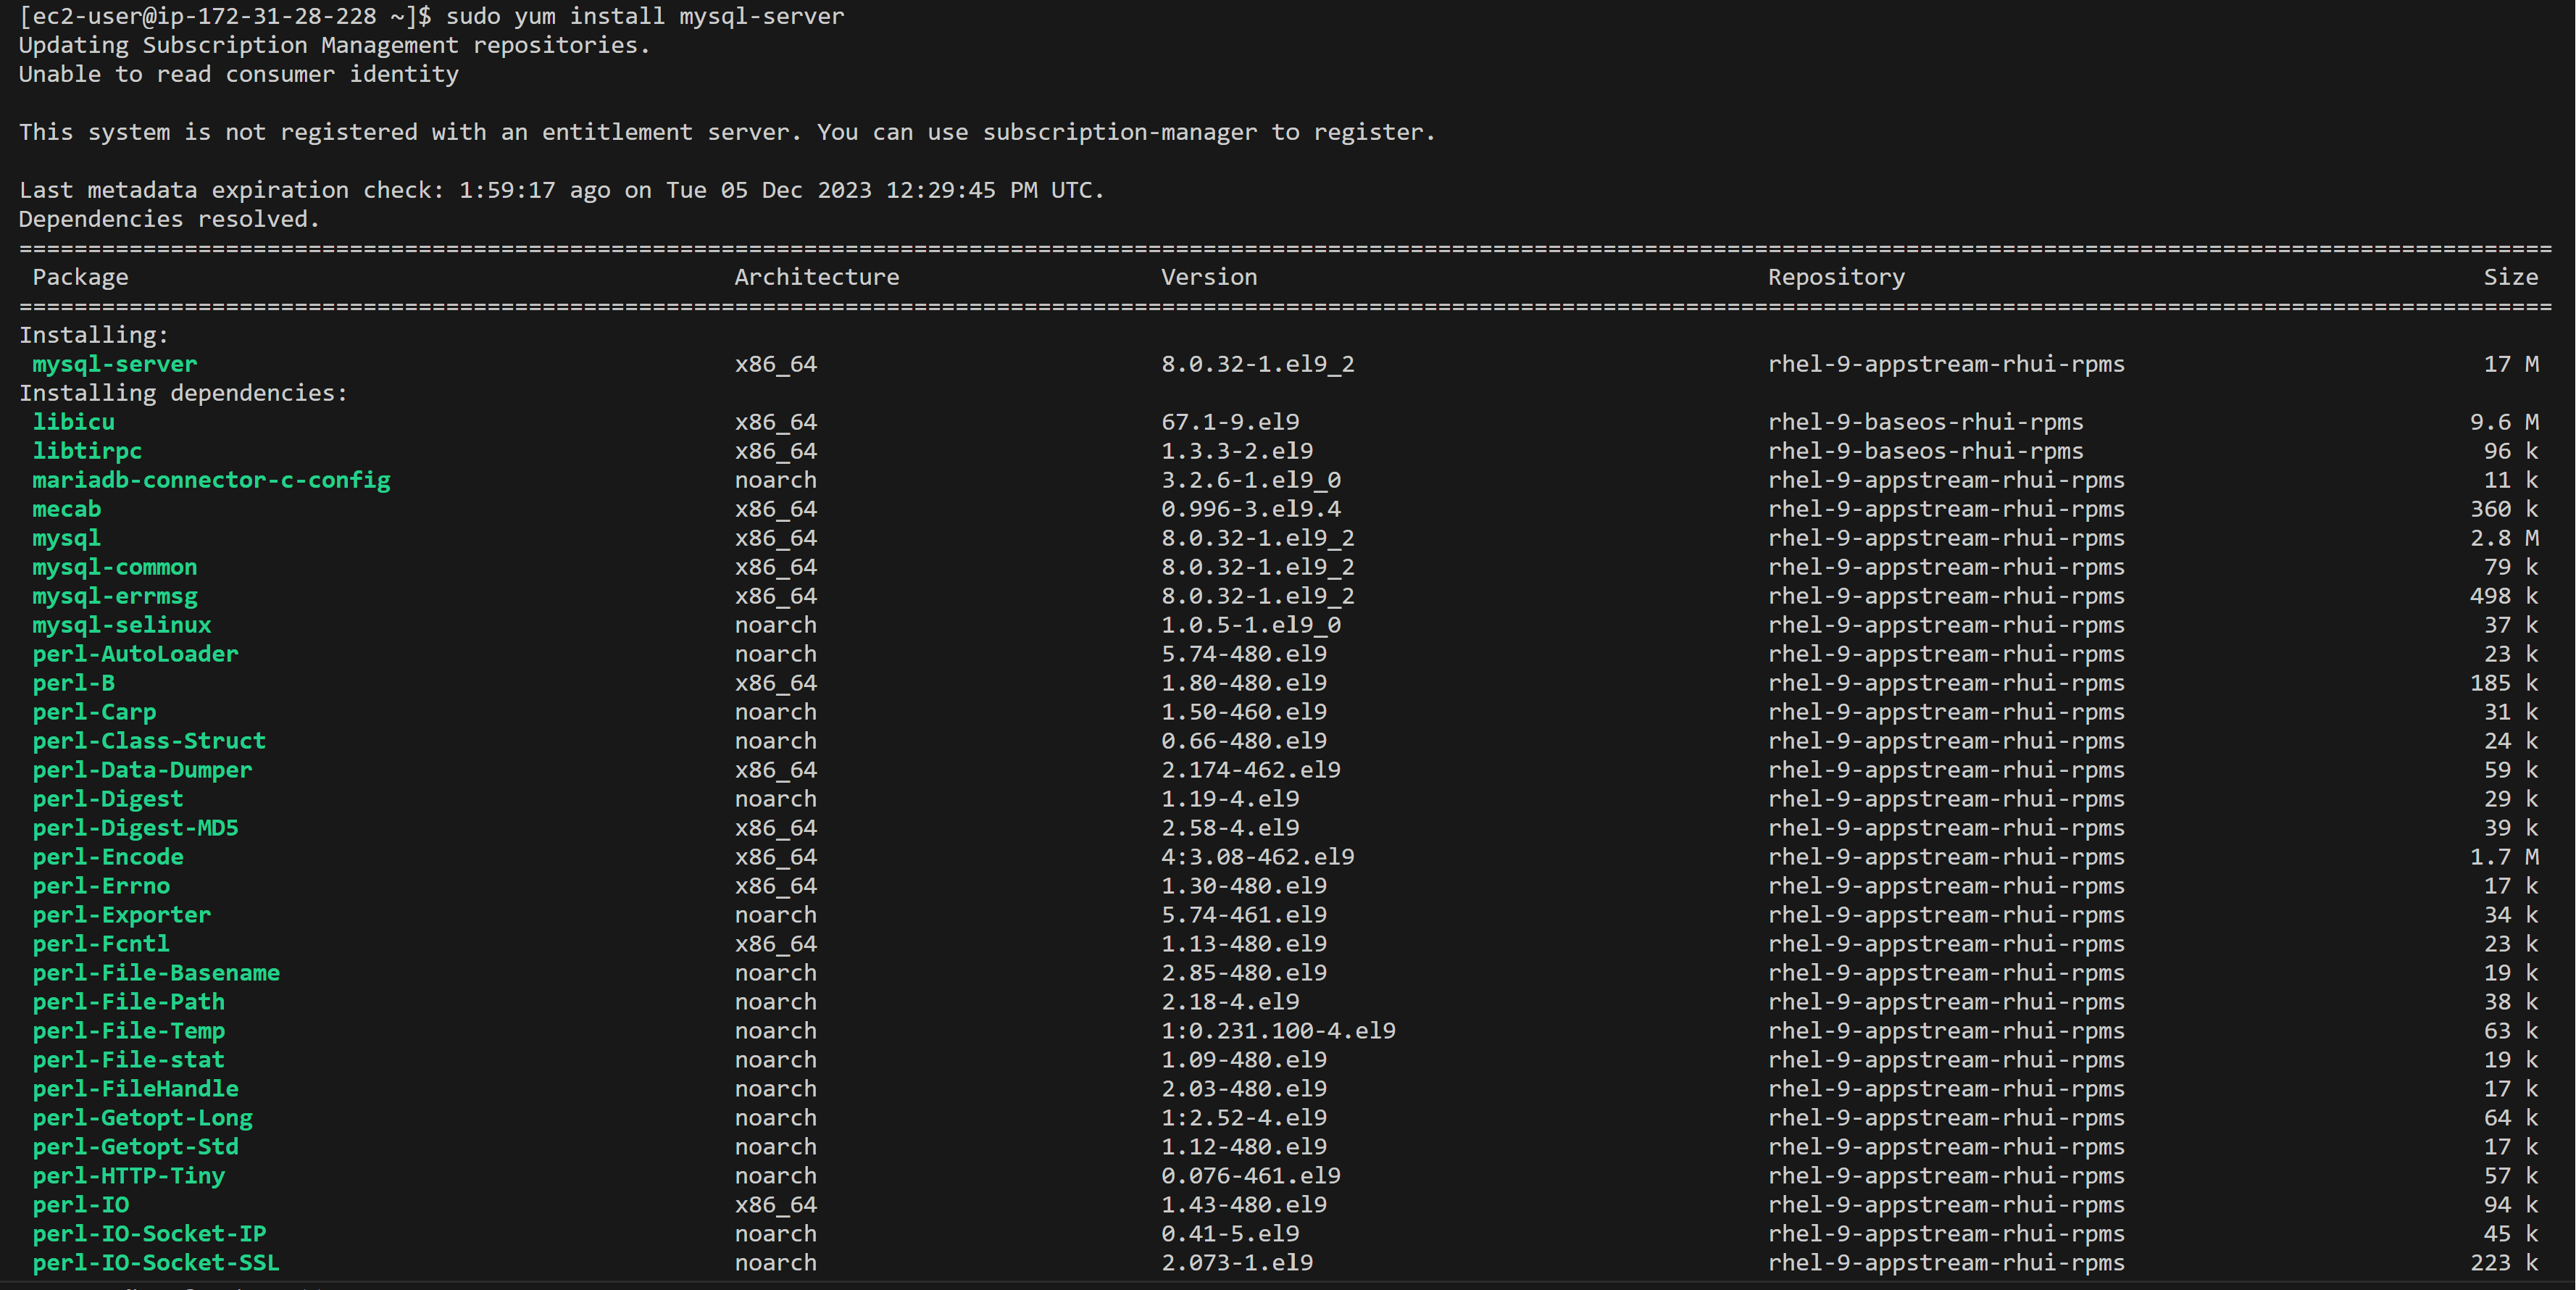 [ec2-user@ip-172-31-28-228 ~]$ sudo yum install mysql-server
Updating Subscription Management repositories.
Unable to read consumer identity
This system is not registered with an entitlement server. You can use subscription-manager to register.
Last metadata expiration check: 1:59:17 ago on Tue 05 Dec 2023 12:29:45 PM UTC.
Dependencies resolved.
Package Architecture Version Repository Size
Installing:
mysql-server x86_64 8.0.32-1.el9_2 rhel-9-appstream-rhui-rpms 17 M
Installing dependencies:
libicu x86_64 67.1-9.el9 rhel-9-baseos-rhui-rpms 9.6 M
libtirpc x86_64 1.3.3-2.el9 rhel-9-baseos-rhui-rpms 96 k
mariadb-connector-c-config noarch 3.2.6-1.el9_0 rhel-9-appstream-rhui-rpms 11 k
mecab x86_64 0.996-3.el9.4 rhel-9-appstream-rhui-rpms 360 k
mysql x86_64 8.0.32-1.el9_2 rhel-9-appstream-rhui-rpms 2.8 M
mysql-common x86_64 8.0.32-1.el9_2 rhel-9-appstream-rhui-rpms 79 k
mysql-errmsg x86_64 8.0.32-1.el9_2 rhel-9-appstream-rhui-rpms 498 k
mysql-selinux noarch 1.0.5-1.el9_0 rhel-9-appstream-rhui-rpms 37 k
perl-AutoLoader noarch 5.74-480.el9 rhel-9-appstream-rhui-rpms 23 k
perl-B x86_64 1.80-480.el9 rhel-9-appstream-rhui-rpms 185 k
perl-Carp noarch 1.50-460.el9 rhel-9-appstream-rhui-rpms 31 k
perl-Class-Struct noarch 0.66-480.el9 rhel-9-appstream-rhui-rpms 24 k
perl-Data-Dumper x86_64 2.174-462.el9 rhel-9-appstream-rhui-rpms 59 k
perl-Digest noarch 1.19-4.el9 rhel-9-appstream-rhui-rpms 29 k
perl-Digest-MD5 x86_64 2.58-4.el9 rhel-9-appstream-rhui-rpms 39 k
perl-Encode x86_64 4:3.08-462.el9 rhel-9-appstream-rhui-rpms 1.7 M
perl-Errno x86_64 1.30-480.el9 rhel-9-appstream-rhui-rpms 17 k
perl-Exporter noarch 5.74-461.el9 rhel-9-appstream-rhui-rpms 34 k
perl-Fcntl x86_64 1.13-480.el9 rhel-9-appstream-rhui-rpms 23 k
perl-File-Basename noarch 2.85-480.el9 rhel-9-appstream-rhui-rpms 19 k
perl-File-Path noarch 2.18-4.el9 rhel-9-appstream-rhui-rpms 38 k
perl-File-Temp noarch 1:0.231.100-4.el9 rhel-9-appstream-rhui-rpms 63 k
perl-File-stat noarch 1.09-480.el9 rhel-9-appstream-rhui-rpms 19 k
perl-FileHandle noarch 2.03-480.el9 rhel-9-appstream-rhui-rpms 17 k
perl-Getopt-Long noarch 1:2.52-4.el9 rhel-9-appstream-rhui-rpms 64 k
perl-Getopt-Std noarch 1.12-480.el9 rhel-9-appstream-rhui-rpms 17 k
perl-HTTP-Tiny noarch 0.076-461.el9 rhel-9-appstream-rhui-rpms 57 k
perl-IO x86_64 1.43-480.el9 rhel-9-appstream-rhui-rpms 94 k
perl-IO-Socket-IP noarch 0.41-5.el9 rhel-9-appstream-rhui-rpms 45 k
perl-IO-Socket-SSL noarch 2.073-1.el9 rhel-9-appstream-rhui-rpms 223 k